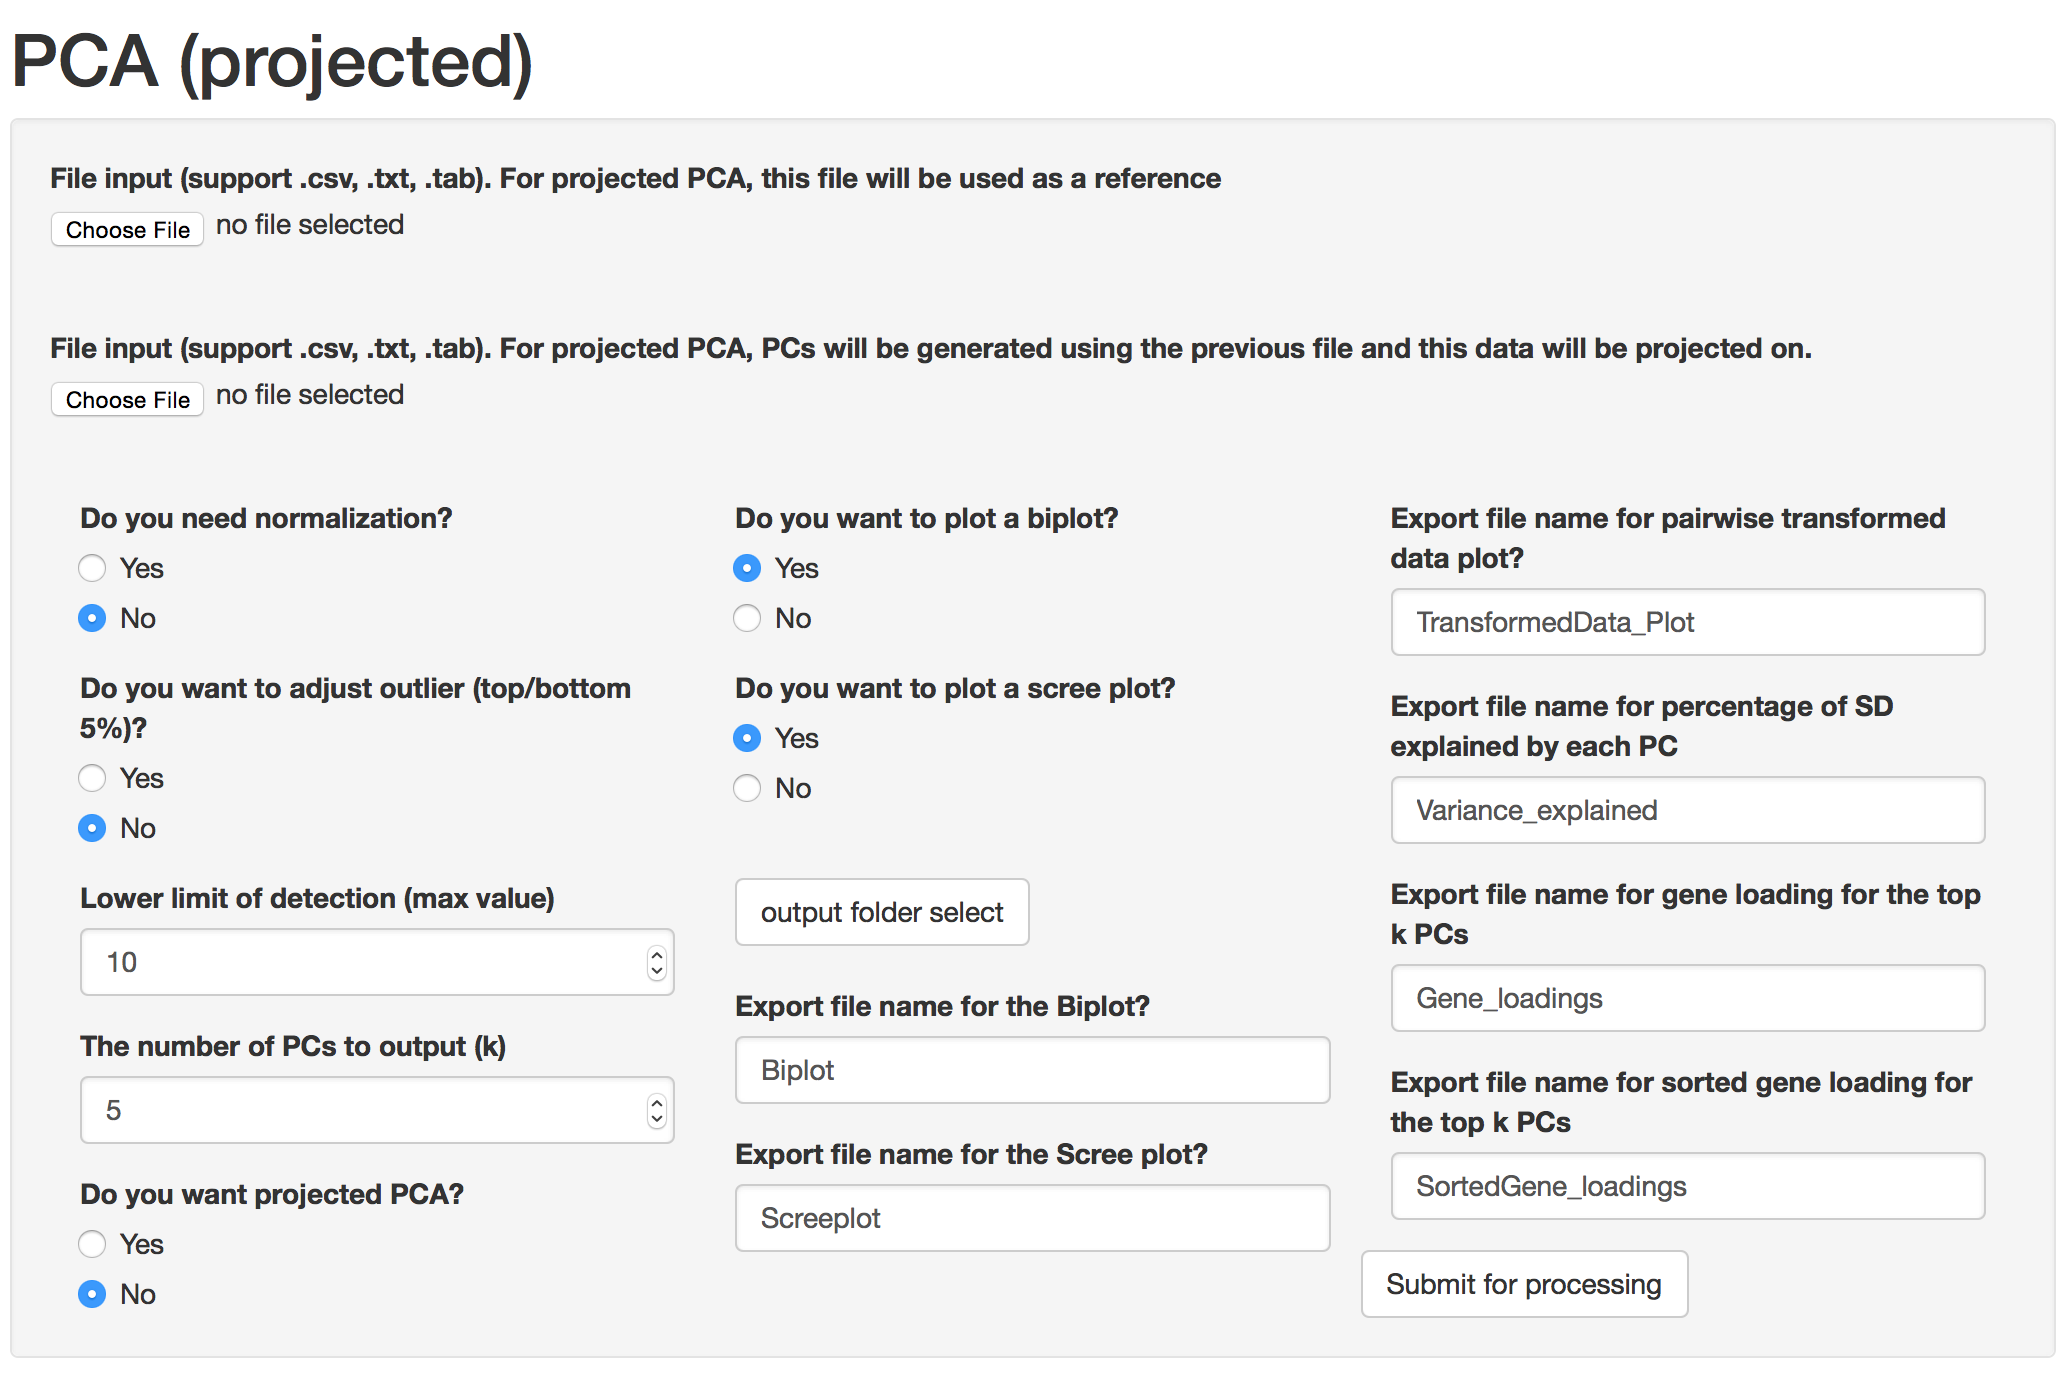 PCA (projected)
File input (support .csv, .txt, .tab). For projected PCA, this file will be used as a reference
Choose File no file selected
File input (support .csv, .txt, .tab). For projected PCA, PCs will be generated using the previous file and this data will be projected on.
Choose File no file selected
Do you need normalization?
Yes
No
Do you want to adjust outlier (top/bottom
5%)?
Yes
No
Lower limit of detection (max value)
10
The number of PCs to output (k)
5
Do you want projected PCA?
Yes
No
Do you want to plot a biplot?
Yes
No
Do you want to plot a scree plot?
Yes
No
output folder select
Export file name for the Biplot?
Biplot
Export file name for the Scree plot?
Screeplot
Export file name for pairwise transformed
data plot?
TransformedData_Plot
Export file name for percentage of SD
explained by each PC
Variance_explained
Export file name for gene loading for the top
k PCs
Gene_loadings
Export file name for sorted gene loading for
the top k PCs
SortedGene_loadings
Submit for processing